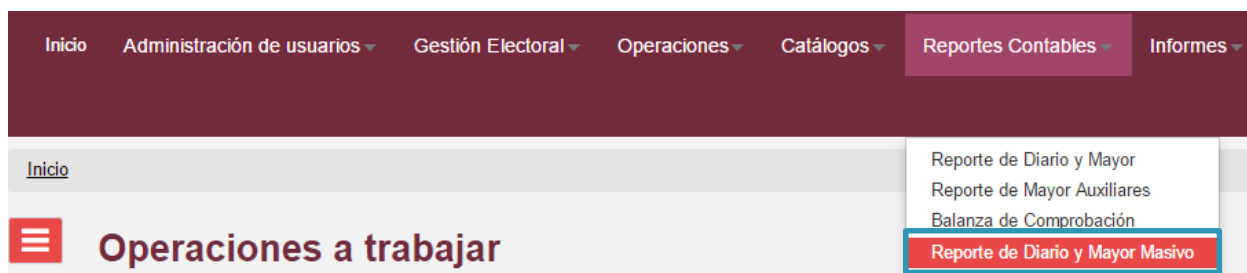 Inicio Administración de usuarios Gestión Electoral Operaciones Catálogos Reportes Contables Informes
Inicio
Reporte de Diario y Mayor
Reporte de Mayor Auxiliares
Balanza de Comprobación
Reporte de Diario y Mayor Masivo
Operaciones a trabajar